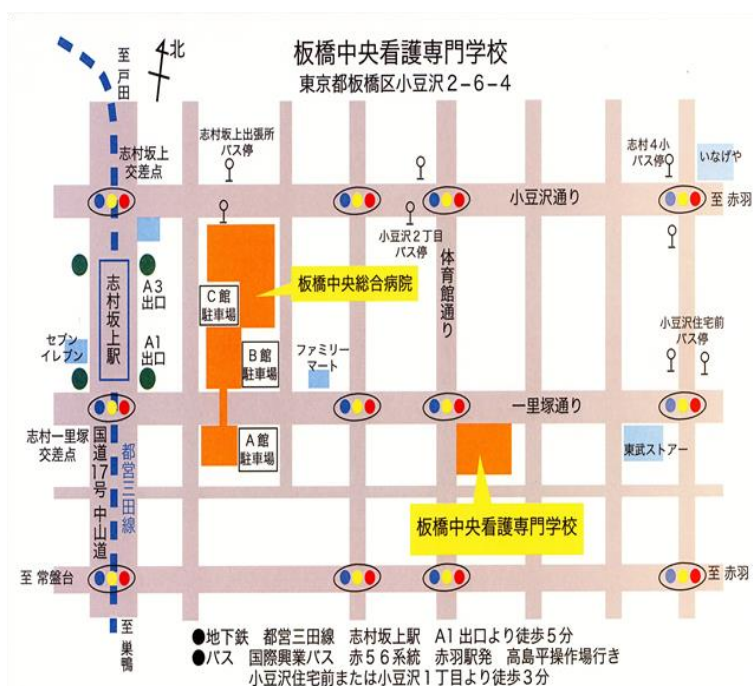 板橋中央看護専門学校
東京都板橋区小豆沢2-6-4
至戸田
北
志村坂上
交差点
志村坂上出張所
バス停
志村4小
バス停
いなげや
小豆沢通り
至 赤羽
小豆沢2丁目
バス停
体育館通り
板橋中央総合病院
志村坂上駅
A3
出口
C館
駐車場
セブン
イレブン
A1
出口
B館
駐車場
ファミリー
マート
小豆沢住宅前
バス停
一里塚通り
志村一里塚
交差点
A館
駐車場
国道17号 中山道
都営三田線
東武ストアー
板橋中央看護専門学校
至 常盤台
至 赤羽
至巣鴨
●地下鉄 都営三田線 志村坂上駅 A1出口より徒歩5分
●バス 国際興業バス 赤56系統 赤羽駅発 高島平操作場行き
小豆沢住宅前または小豆沢1丁目より徒歩3分